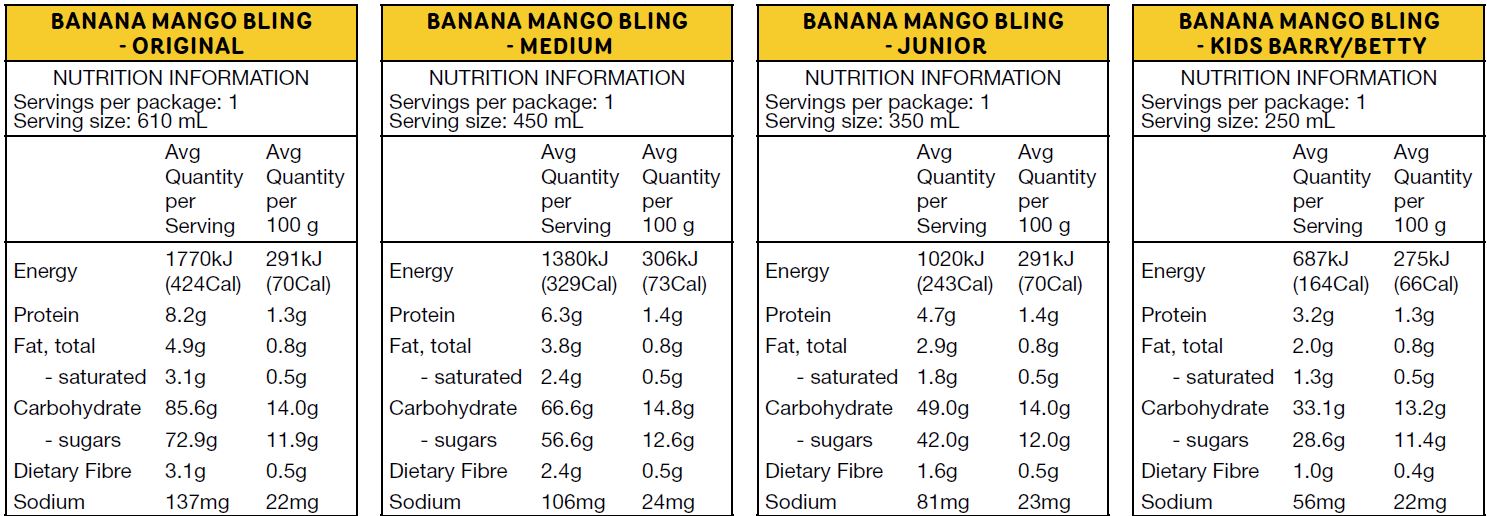 BANANA MANGO BLING
- ORIGINAL
NUTRITION INFORMATION
Servings per package: 1
Serving size: 610 mL
Avg Avg
Quantity Quantity
per per
Serving 100 g
Energy 1770kJ 291kJ
(424Cal) (70Cal)
Protein 8.2g 1.3g
Fat, total 4.9g 0.8g
- saturated 3.1g 0.5g
Carbohydrate 85.6g 14.0g
- sugars 72.9g 11.9g
Dietary Fibre 3.1g 0.5g
Sodium 137mg 22mg
BANANA MANGO BLING
- MEDIUM
NUTRITION INFORMATION
Servings per package: 1
Serving size: 450 mL
Avg Avg
Quantity Quantity
per per
Serving 100 g
Energy 1380kJ 306kJ
(329Cal) (73Cal)
Protein 6.3g 1.4g
Fat, total 3.8g 0.8g
- saturated 2.4g 0.5g
Carbohydrate 66.6g 14.8g
- sugars 56.6g 12.6g
Dietary Fibre 2.4g 0.5g
Sodium 106mg 24mg
BANANA MANGO BLING
- JUNIOR
NUTRITION INFORMATION
Servings per package: 1
Serving size: 350 mL
Avg Avg
Quantity Quantity
per per
Serving 100 g
Energy 1020kJ 291kJ
(243Cal) (70Cal)
Protein 4.7g 1.4g
Fat, total 2.9g 0.8g
- saturated 1.8g 0.5g
Carbohydrate 49.0g 14.0g
- sugars 42.0g 12.0g
Dietary Fibre 1.6g 0.5g
Sodium 81mg 23mg
BANANA MANGO BLING
- KIDS BARRY/BETTY
NUTRITION INFORMATION
Servings per package: 1
Serving size: 250 mL
Avg Avg
Quantity Quantity
per per
Serving 100 g
Energy 687kJ 275kJ
(164Cal) (66Cal)
Protein 3.2g 1.3g
Fat, total 2.0g 0.8g
- saturated 1.3g 0.5g
Carbohydrate 33.1g 13.2g
- sugars 28.6g 11.4g
Dietary Fibre 1.0g 0.4g
Sodium 56mg 22mg